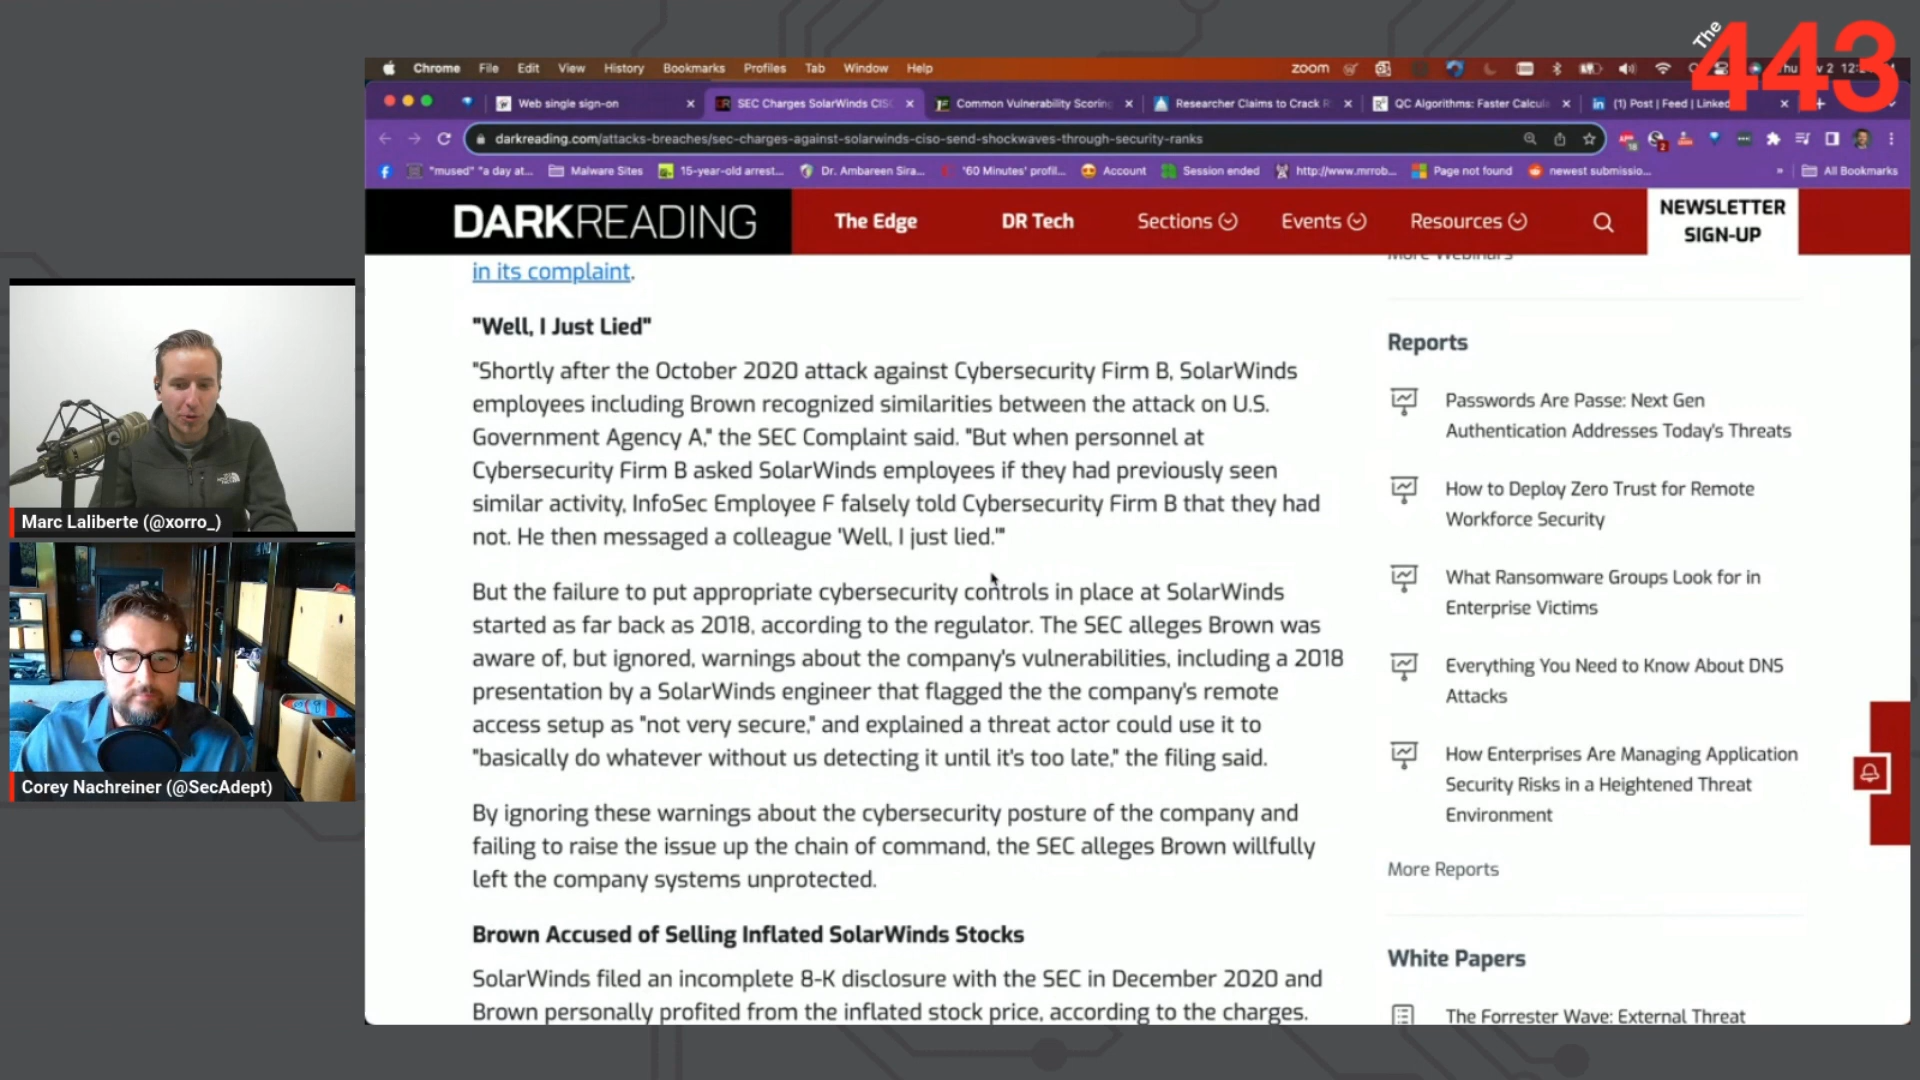 The
443
Chrome File Edit View History Bookmarks Profiles Tab Window Help
zoom
Web single sign-on
SEC Charges SolarWinds CISO
Common Vulnerability Scoring
Researcher Claims to Crack R
QC Algorithms: Faster Calcula
(1) Post | Feed | Linked
darkreading.com/attacks-breaches/sec-charges-against-solarwinds-ciso-send-shockwaves-through-security-ranks
"mused" "a day at...
Malware Sites
15-year-old arrest...
Dr. Ambareen Sira...
'60 Minutes' profil...
Account
Session ended
http://www.mrrob...
Page not found
newest submissio...
»
All Bookmarks
DARKREADING
The Edge
DR Tech
Sections
Events
Resources
NEWSLETTER
SIGN-UP
in its complaint.
"Well, I Just Lied"
"Shortly after the October 2020 attack against Cybersecurity Firm B, SolarWinds
employees including Brown recognized similarities between the attack on U.S.
Government Agency A," the SEC Complaint said. "But when personnel at
Cybersecurity Firm B asked SolarWinds employees if they had previously seen
similar activity, InfoSec Employee F falsely told Cybersecurity Firm B that they had
not. He then messaged a colleague 'Well, I just lied.'"
But the failure to put appropriate cybersecurity controls in place at SolarWinds
started as far back as 2018, according to the regulator. The SEC alleges Brown was
aware of, but ignored, warnings about the company's vulnerabilities, including a 2018
presentation by a SolarWinds engineer that flagged the the company's remote
access setup as "not very secure," and explained a threat actor could use it to
"basically do whatever without us detecting it until it's too late," the filing said.
By ignoring these warnings about the cybersecurity posture of the company and
failing to raise the issue up the chain of command, the SEC alleges Brown willfully
left the company systems unprotected.
Brown Accused of Selling Inflated SolarWinds Stocks
SolarWinds filed an incomplete 8-K disclosure with the SEC in December 2020 and
Brown personally profited from the inflated stock price, according to the charges.
More Webinars
Reports
Passwords Are Passe: Next Gen
Authentication Addresses Today's Threats
How to Deploy Zero Trust for Remote
Workforce Security
What Ransomware Groups Look for in
Enterprise Victims
Everything You Need to Know About DNS
Attacks
How Enterprises Are Managing Application
Security Risks in a Heightened Threat
Environment
More Reports
White Papers
The Forrester Wave: External Threat
Marc Laliberte (@xorro_)
Corey Nachreiner (@SecAdept)